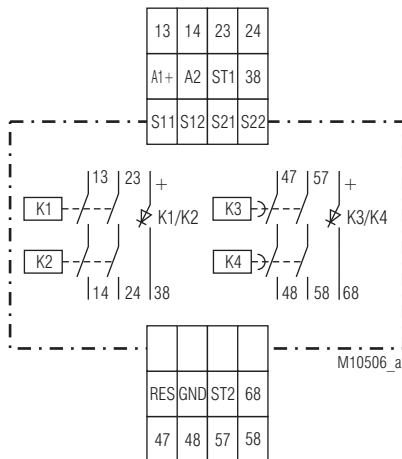 13 14 23 24
A1+ A2 ST1 38
S11 S12 S21 S22
13 23 + 47 57 +
K1 K1/K2 K3 K3/K4
K2 K4
14 24 38 48 58 68
M10506_a
RES GND ST2 68
47 48 57 58